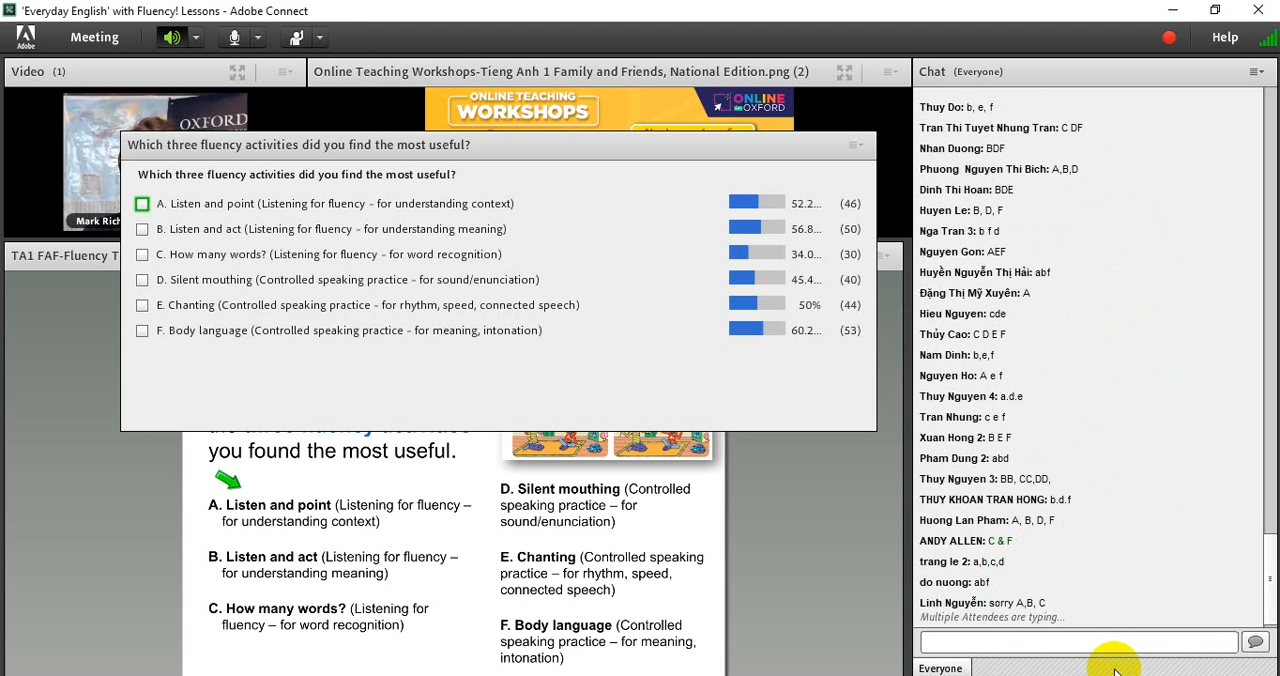 'Everyday English' with Fluency! Lessons - Adobe Connect
Adobe
Meeting
Help
Video (1)
Online Teaching Workshops-Tieng Anh 1 Family and Friends, National Edition.png (2)
Chat (Everyone)
OXFORD
ONLINE TEACHING
WORKSHOPS
ONLINE
OXFORD
Mark Rich
Which three fluency activities did you find the most useful?
Which three fluency activities did you find the most useful?
A. Listen and point (Listening for fluency - for understanding context) 52.2... (46)
B. Listen and act (Listening for fluency - for understanding meaning) 56.8... (50)
C. How many words? (Listening for fluency - for word recognition) 34.0... (30)
D. Silent mouthing (Controlled speaking practice - for sound/enunciation) 45.4... (40)
E. Chanting (Controlled speaking practice - for rhythm, speed, connected speech) 50% (44)
F. Body language (Controlled speaking practice - for meaning, intonation) 60.2... (53)
TA1 FAF-Fluency T
you found the most useful.
A. Listen and point (Listening for fluency –
for understanding context)
B. Listen and act (Listening for fluency –
for understanding meaning)
C. How many words? (Listening for
fluency – for word recognition)
D. Silent mouthing (Controlled
speaking practice – for
sound/enunciation)
E. Chanting (Controlled speaking
practice – for rhythm, speed,
connected speech)
F. Body language (Controlled
speaking practice – for meaning,
intonation)
Thuy Do: b, e, f
Tran Thi Tuyet Nhung Tran: C DF
Nhan Duong: BDF
Phuong Nguyen Thi Bich: A,B,D
Dinh Thi Hoan: BDE
Huyen Le: B, D, F
Nga Tran 3: b f d
Nguyen Gon: AEF
Huyền Nguyễn Thị Hải: abf
Đặng Thị Mỹ Xuyên: A
Hieu Nguyen: cde
Thủy Cao: C D E F
Nam Dinh: b,e,f
Nguyen Ho: A e f
Thuy Nguyen 4: a.d.e
Tran Nhung: c e f
Xuan Hong 2: B E F
Pham Dung 2: abd
Thuy Nguyen 3: BB, CC,DD,
THUY KHOAN TRAN HONG: b.d.f
Huong Lan Pham: A, B, D, F
ANDY ALLEN: C & F
trang le 2: a,b,c,d
do nuong: abf
Linh Nguyễn: sorry A,B, C
Multiple Attendees are typing...
Everyone